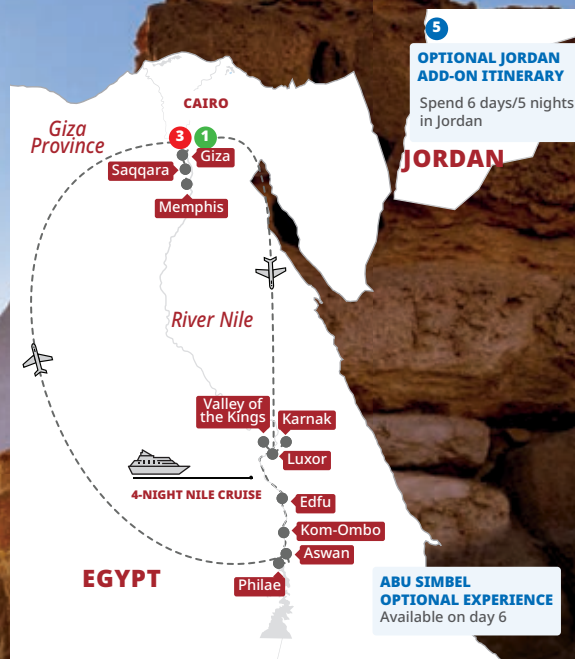 5
OPTIONAL JORDAN
ADD-ON ITINERARY
Spend 6 days/5 nights
in Jordan
JORDAN
CAIRO
Giza
Province
3
1
Giza
Saqqara
Memphis
River Nile
Valley of
the Kings
Karnak
Luxor
4-NIGHT NILE CRUISE
Edfu
Kom-Ombo
Aswan
EGYPT
Philae
ABU SIMBEL
OPTIONAL EXPERIENCE
Available on day 6